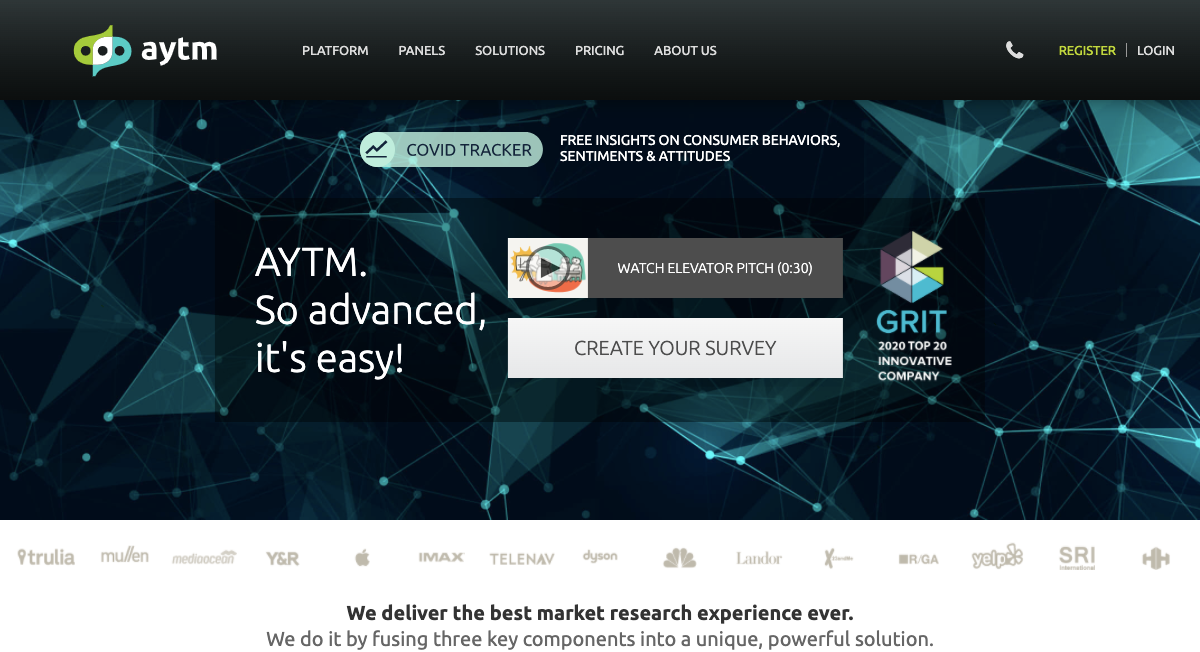 aytm
PLATFORM
PANELS
SOLUTIONS
PRICING
ABOUT US
REGISTER
LOGIN
COVID TRACKER
FREE INSIGHTS ON CONSUMER BEHAVIORS,
SENTIMENTS & ATTITUDES
AYTM.
So advanced,
it's easy!
WATCH ELEVATOR PITCH (0:30)
CREATE YOUR SURVEY
GRIT
2020 TOP 20
INNOVATIVE
COMPANY
trulia
mullen
mediaocean
Y&R
IMAX
TELENAV
dyson
Landor
R/GA
yelp
SRI
International
We deliver the best market research experience ever.
We do it by fusing three key components into a unique, powerful solution.